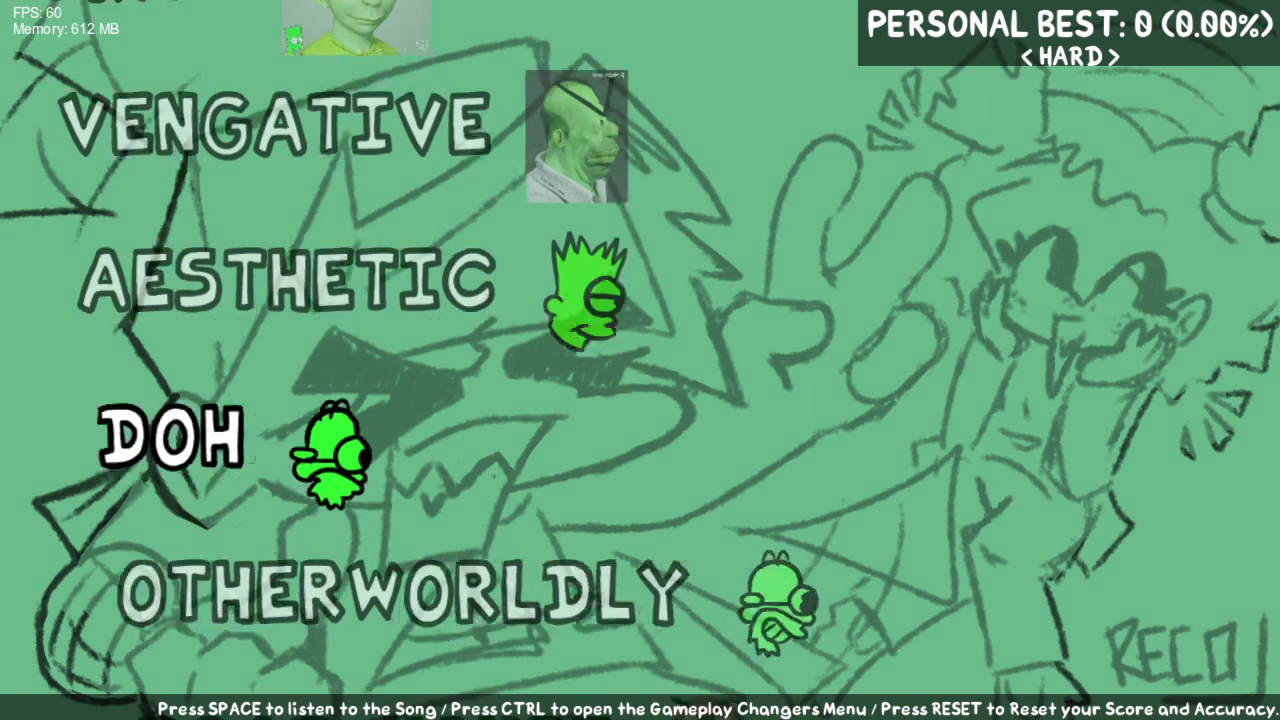 FPS: 60
Memory: 612 MB
PERSONAL BEST: 0 (0.00%)
< HARD >
VENGATIVE
AESTHETIC
DOH
OTHERWORLDLY
RECO
Press SPACE to listen to the Song / Press CTRL to open the Gameplay Changers Menu / Press RESET to Reset your Score and Accuracy.